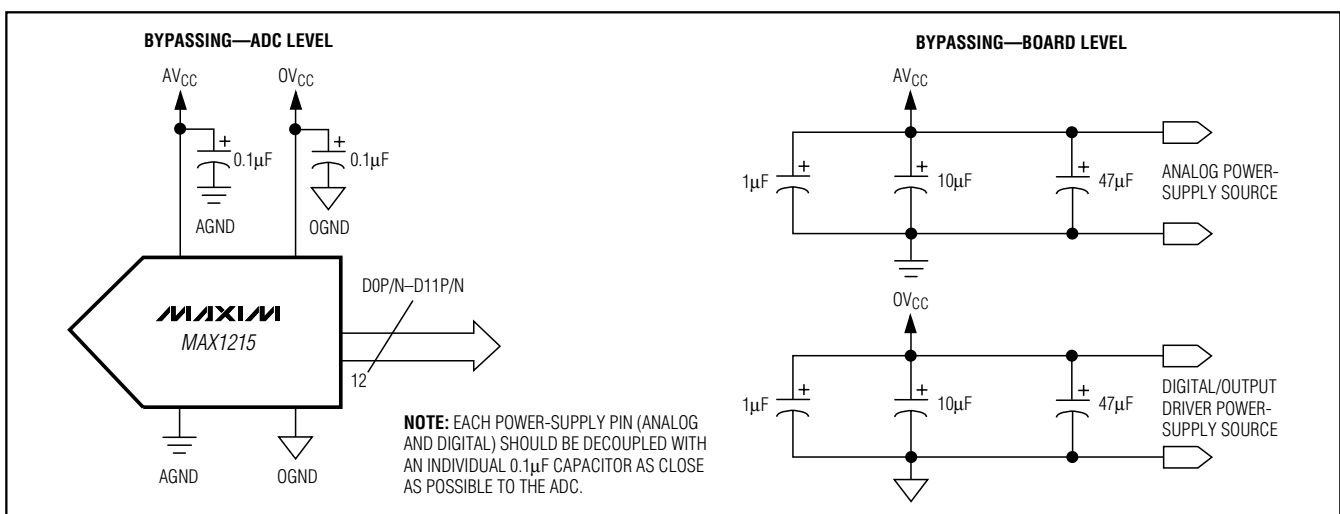 BYPASSING—ADC LEVEL
AVCC
OVCC
0.1µF
0.1µF
AGND
OGND
D0P/N–D11P/N
MAXIM
MAX1215
12
AGND
OGND
NOTE: EACH POWER-SUPPLY PIN (ANALOG
AND DIGITAL) SHOULD BE DECOUPLED WITH
AN INDIVIDUAL 0.1µF CAPACITOR AS CLOSE
AS POSSIBLE TO THE ADC.
BYPASSING—BOARD LEVEL
AVCC
1µF
10µF
47µF
ANALOG POWER-
SUPPLY SOURCE
OVCC
1µF
10µF
47µF
DIGITAL/OUTPUT
DRIVER POWER-
SUPPLY SOURCE